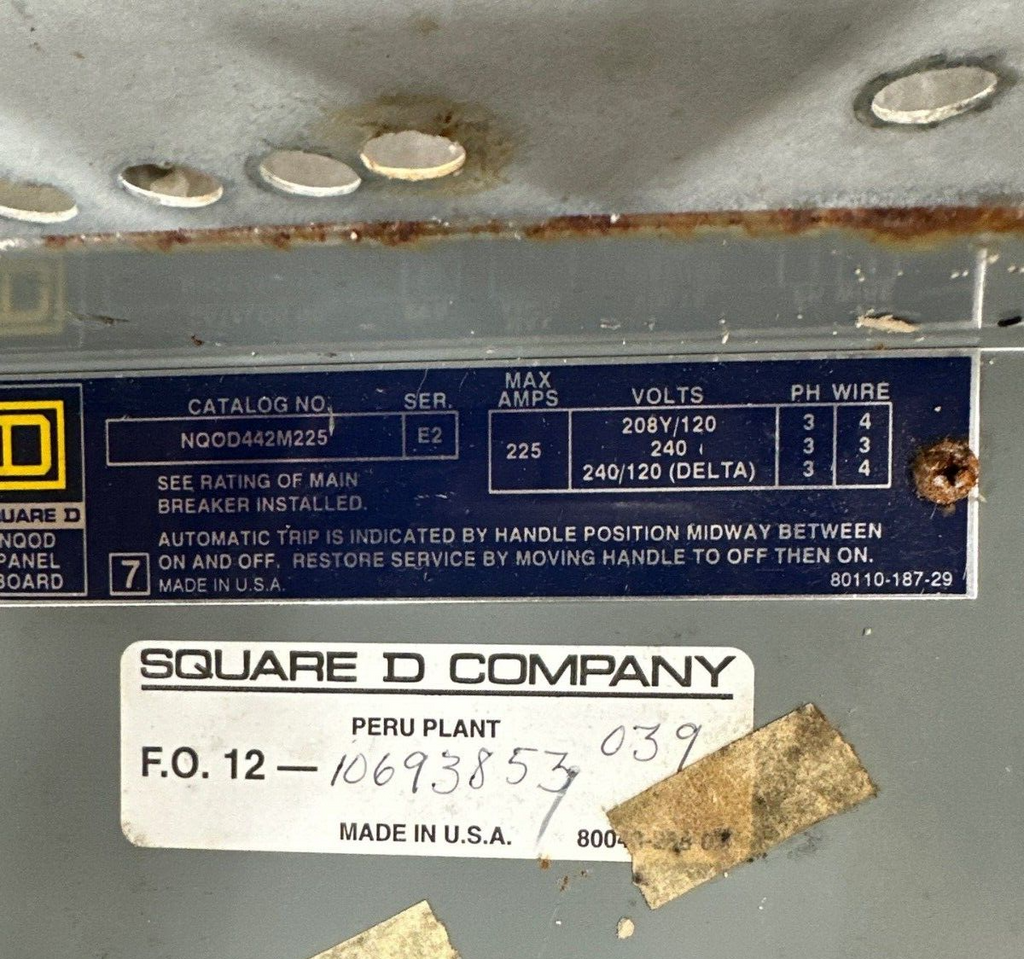 CATALOG NO. SER. MAX AMPS VOLTS PH WIRE
NQOD442M225 E2 225 208Y/120 3 4
240 3 3
240/120 (DELTA) 3 4
SEE RATING OF MAIN
BREAKER INSTALLED.
D
UARE D
NQOD
PANEL
BOARD
AUTOMATIC TRIP IS INDICATED BY HANDLE POSITION MIDWAY BETWEEN
7 ON AND OFF. RESTORE SERVICE BY MOVING HANDLE TO OFF THEN ON.
MADE IN U.S.A. 80110-187-29
SQUARE D COMPANY
PERU PLANT
F.O. 12 — 10693853 039
MADE IN U.S.A.